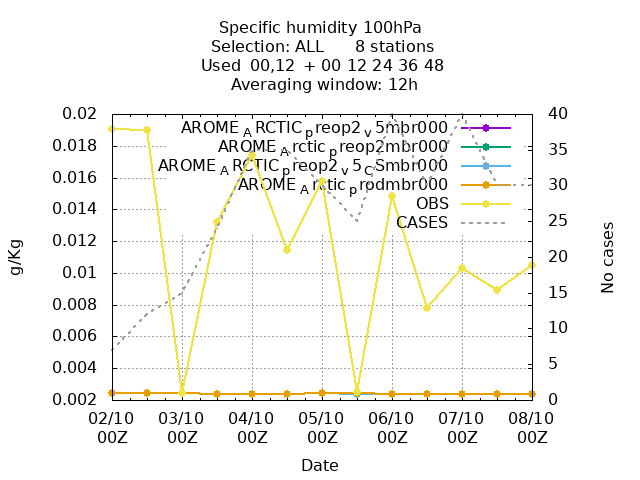 Specific humidity 100hPa
Selection: ALL 8 stations
Used 00,12 + 00 12 24 36 48
Averaging window: 12h
0.02
0.018
0.016
0.014
0.012
0.01
0.008
0.006
0.004
0.002
g/Kg
AROME_ARCTIC_preop2_v5mbr000
AROME_Arctic_preop2mbr000
AROME_ARCTIC_preop2_v5_CSmbr000
AROME_Arctic_prodmbr000
OBS
CASES
40
35
30
25
20
15
10
5
0
No cases
02/10 03/10 04/10 05/10 06/10 07/10 08/10
00Z 00Z 00Z 00Z 00Z 00Z 00Z
Date